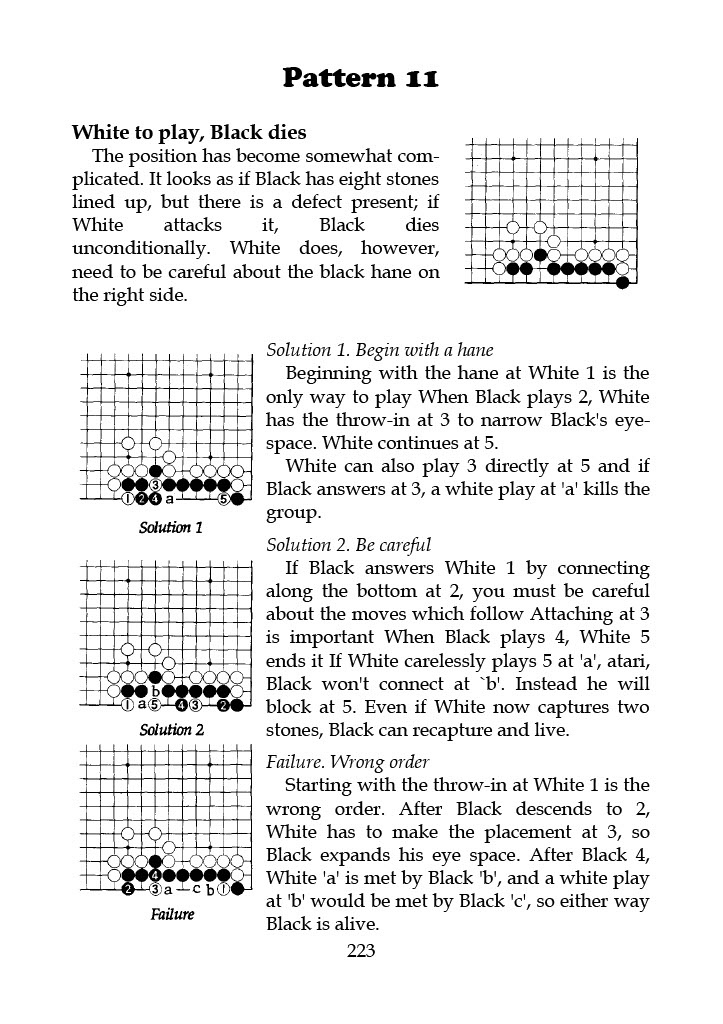 Pattern 11
White to play, Black dies
The position has become somewhat com-
plicated. It looks as if Black has eight stones
lined up, but there is a defect present; if
White attacks it, Black dies
unconditionally. White does, however,
need to be careful about the black hane on
the right side.
Solution 1. Begin with a hane
Beginning with the hane at White 1 is the
only way to play When Black plays 2, White
has the throw-in at 3 to narrow Black's eye-
space. White continues at 5.
White can also play 3 directly at 5 and if
Black answers at 3, a white play at 'a' kills the
group.
3
1 2 4 a 5
Solution 1
Solution 2. Be careful
If Black answers White 1 by connecting
along the bottom at 2, you must be careful
about the moves which follow Attaching at 3
is important When Black plays 4, White 5
ends it If White carelessly plays 5 at 'a', atari,
Black won't connect at `b'. Instead he will
block at 5. Even if White now captures two
stones, Black can recapture and live.
b
1 a 5 4 3 2
Solution 2
Failure. Wrong order
Starting with the throw-in at White 1 is the
wrong order. After Black descends to 2,
White has to make the placement at 3, so
Black expands his eye space. After Black 4,
White 'a' is met by Black 'b', and a white play
at 'b' would be met by Black 'c', so either way
Black is alive.
4
2 3 a c b 1
Failure
223